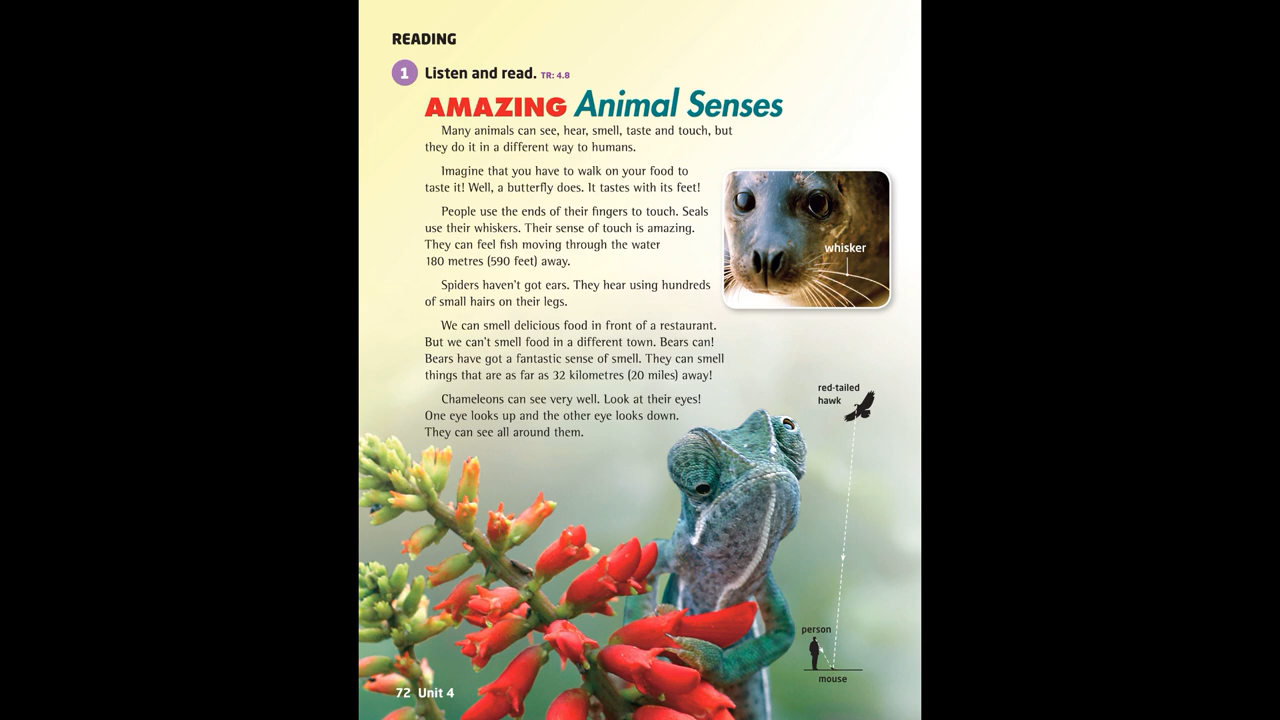 READING
1 Listen and read. TR: 4.8
AMAZING Animal Senses
Many animals can see, hear, smell, taste and touch, but
they do it in a different way to humans.
Imagine that you have to walk on your food to
taste it! Well, a butterfly does. It tastes with its feet!
People use the ends of their fingers to touch. Seals
use their whiskers. Their sense of touch is amazing.
They can feel fish moving through the water
180 metres (590 feet) away.
whisker
Spiders haven't got ears. They hear using hundreds
of small hairs on their legs.
We can smell delicious food in front of a restaurant.
But we can't smell food in a different town. Bears can!
Bears have got a fantastic sense of smell. They can smell
things that are as far as 32 kilometres (20 miles) away!
Chameleons can see very well. Look at their eyes!
One eye looks up and the other eye looks down.
They can see all around them.
red-tailed
hawk
person
mouse
72 Unit 4